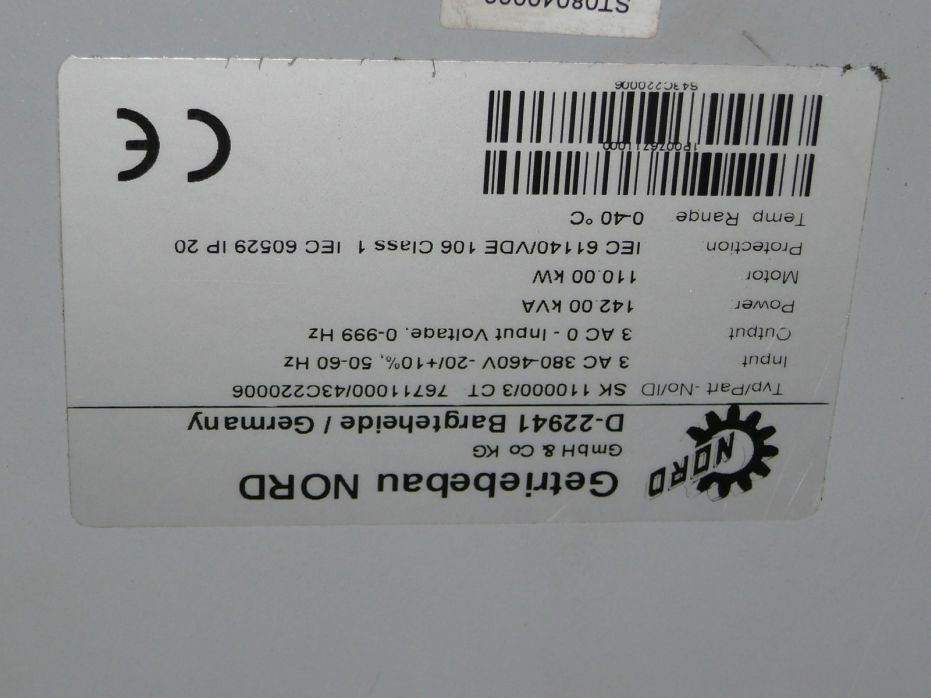 NORD
Getriebebau NORD
GmbH & Co KG
D-22941 Bargteheide / Germany
Typ/Part-No/ID SK 110000/3 CT 76711000/43C220006
Input 3 AC 380-460V -20/+10%, 50-60 Hz
Output 3 AC 0 - Input Voltage. 0-999 Hz
Power 142.00 kVA
Motor 110.00 kW
Protection IEC 61140/VDE 106 Class 1 IEC 60529 IP 20
Temp Range 0-40 °C
1P0076711000
S43C220006
CE